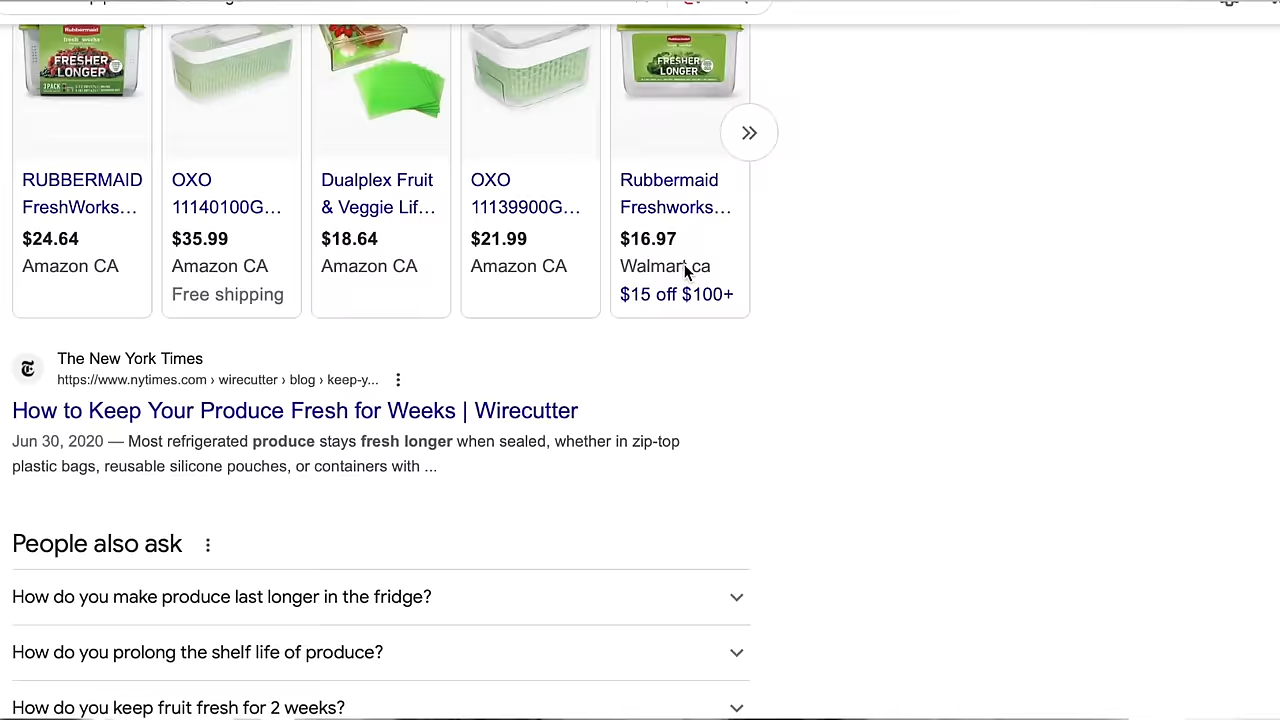 Rubbermaid
FRESHER
LONGER
Rubbermaid
FRESHER
LONGER
RUBBERMAID
FreshWorks...
$24.64
Amazon CA
OXO
11140100G...
$35.99
Amazon CA
Free shipping
Dualplex Fruit
& Veggie Lif...
$18.64
Amazon CA
OXO
11139900G...
$21.99
Amazon CA
Rubbermaid
Freshworks...
$16.97
Walmart.ca
$15 off $100+
The New York Times
https://www.nytimes.com › wirecutter › blog › keep-y...
How to Keep Your Produce Fresh for Weeks | Wirecutter
Jun 30, 2020 — Most refrigerated produce stays fresh longer when sealed, whether in zip-top
plastic bags, reusable silicone pouches, or containers with ...
People also ask
How do you make produce last longer in the fridge?
How do you prolong the shelf life of produce?
How do you keep fruit fresh for 2 weeks?